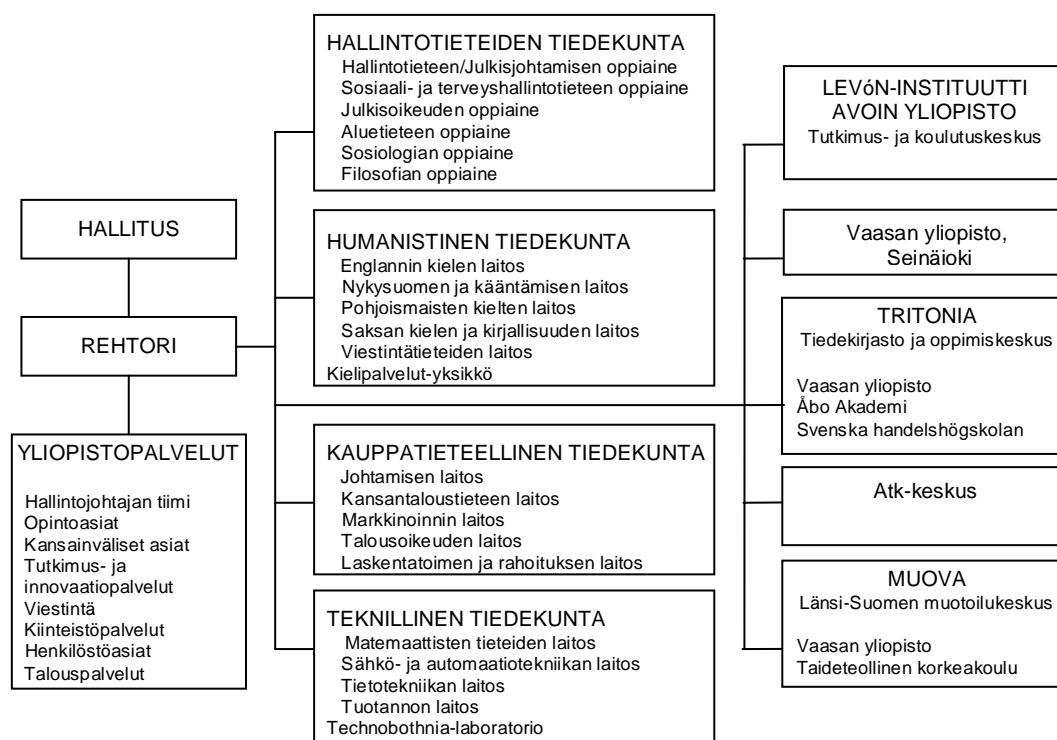 HALLITUS
REHTORI
YLIOPISTOPALVELUT
Hallintojohtajan tiimi
Opintoasiat
Kansainväliset asiat
Tutkimus- ja
innovaatiopalvelut
Viestintä
Kiinteistöpalvelut
Henkilöstöasiat
Talouspalvelut
HALLINTOTIETEIDEN TIEDEKUNTA
Hallintotieteen/Julkisjohtamisen oppiaine
Sosiaali- ja terveyshallintotieteen oppiaine
Julkisoikeuden oppiaine
Aluetieteen oppiaine
Sosiologian oppiaine
Filosofian oppiaine
HUMANISTINEN TIEDEKUNTA
Englannin kielen laitos
Nykysuomen ja kääntämisen laitos
Pohjoismaisten kielten laitos
Saksan kielen ja kirjallisuuden laitos
Viestintätieteiden laitos
Kielipalvelut-yksikkö
KAUPPATIETEELLINEN TIEDEKUNTA
Johtamisen laitos
Kansantaloustieteen laitos
Markkinoinnin laitos
Talousoikeuden laitos
Laskentatoimen ja rahoituksen laitos
TEKNILLINEN TIEDEKUNTA
Matemaattisten tieteiden laitos
Sähkö- ja automaatiotekniikan laitos
Tietotekniikan laitos
Tuotannon laitos
Technobothnia-laboratorio
LEVóN-INSTITUUTTI
AVOIN YLIOPISTO
Tutkimus- ja koulutuskeskus
Vaasan yliopisto,
Seinäioki
TRITONIA
Tiedekirjasto ja oppimiskeskus
Vaasan yliopisto
Åbo Akademi
Svenska handelshögskolan
Atk-keskus
MUOVA
Länsi-Suomen muotoilukeskus
Vaasan yliopisto
Taideteollinen korkeakoulu